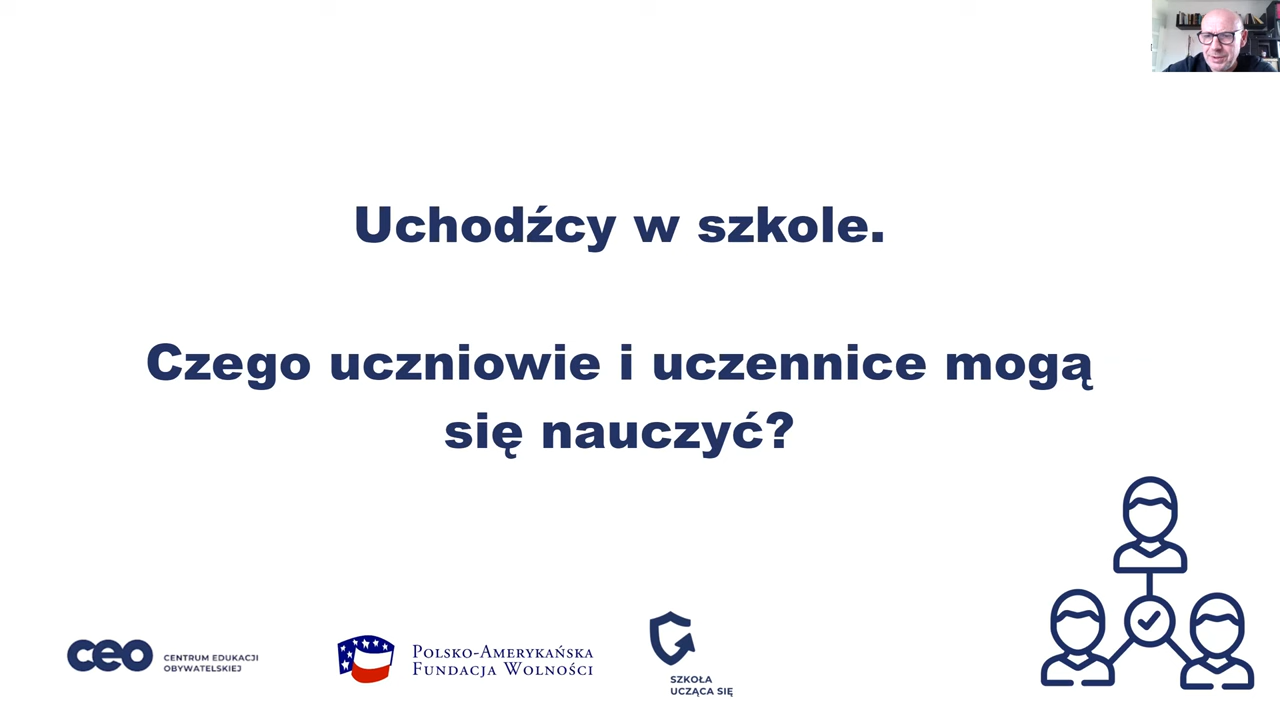 Uchodźcy w szkole.
Czego uczniowie i uczennice mogą
się nauczyć?
ceo
CENTRUM EDUKACJI
OBYWATELSKIEJ
POLSKO-AMERYKAŃSKA
FUNDACJA WOLNOŚCI
SZKOŁA
UCZĄCA SIĘ